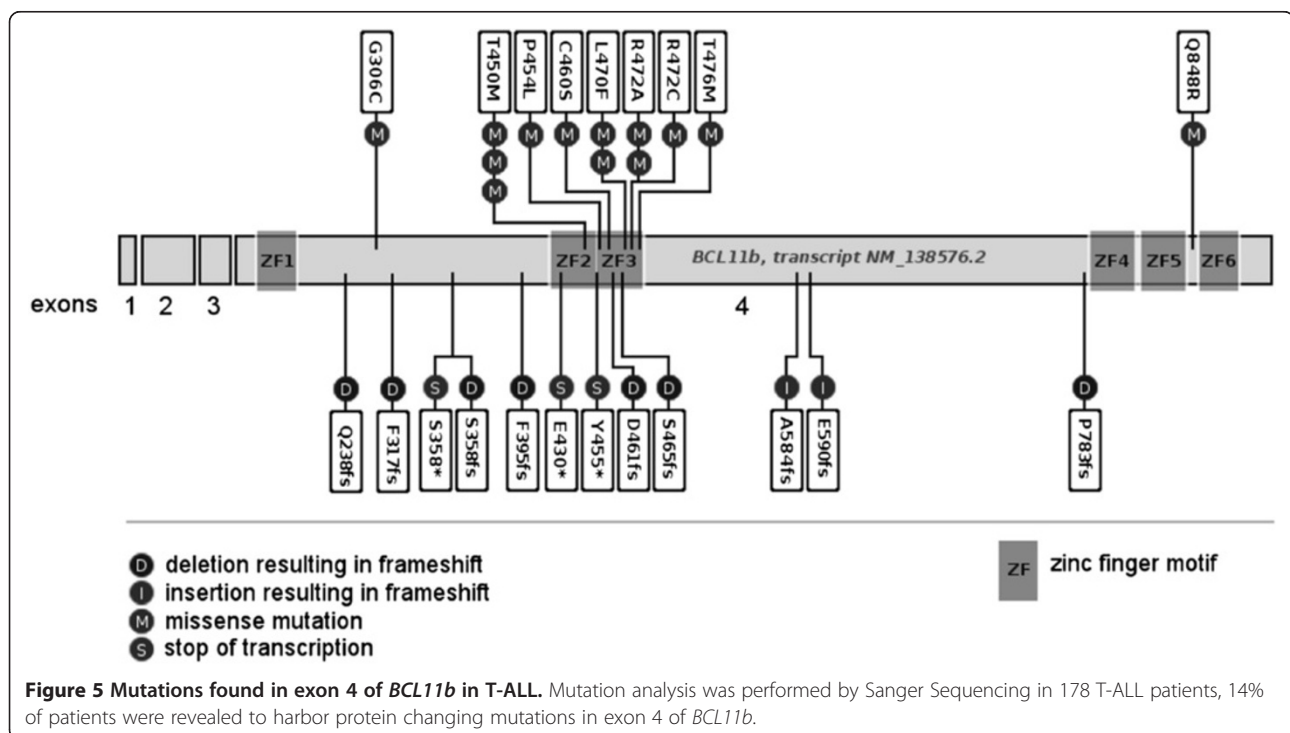 G306C
T450M
P454L
C460S
L470F
R472A
R472C
T476M
Q848R
M M M M M M M M
M M M
M
ZF1 ZF2 ZF3 BCL11b, transcript NM_138576.2 ZF4 ZF5 ZF6
exons 1 2 3 4
D D S D D S S D D I I D
Q238fs
F317fs
S358*
S358fs
F395fs
E430*
Y455*
D461fs
S465fs
A584fs
E590fs
P783fs
D deletion resulting in frameshift
I insertion resulting in frameshift
M missense mutation
S stop of transcription
ZF zinc finger motif
Figure 5 Mutations found in exon 4 of BCL11b in T-ALL. Mutation analysis was performed by Sanger Sequencing in 178 T-ALL patients, 14%
of patients were revealed to harbor protein changing mutations in exon 4 of BCL11b.